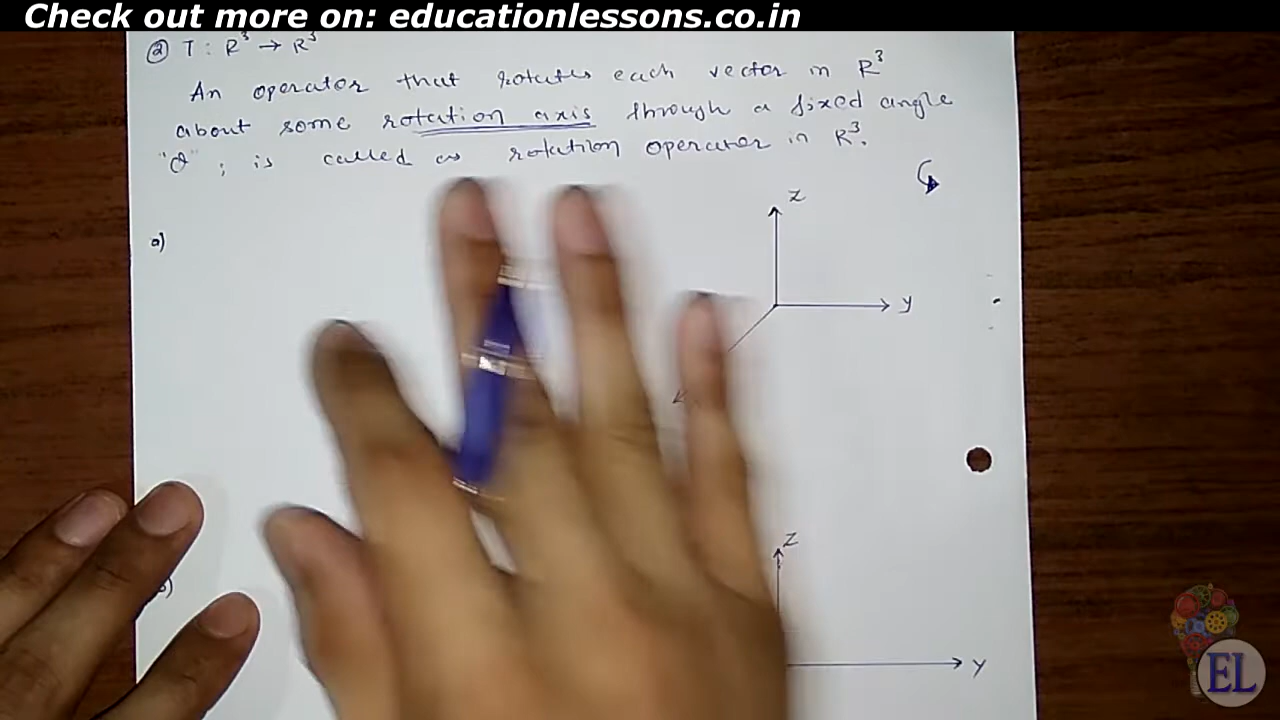 Check out more on: educationlessons.co.in
② T : R³ → R³
An operator that rotates each vector in R³
about some rotation axis through a fixed angle
"θ" ; is called as rotation operator in R³.
a)
z
y
z
y
EL